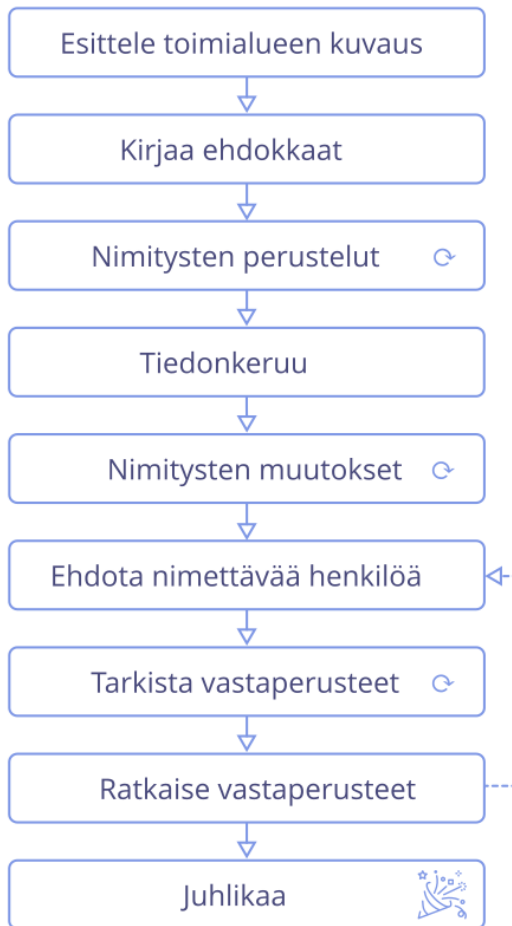 Esittele toimialueen kuvaus
Kirjaa ehdokkaat
Nimitysten perustelut
Tiedonkeruu
Nimitysten muutokset
Ehdota nimettävää henkilöä
Tarkista vastaperusteet
Ratkaise vastaperusteet
Juhlikaa